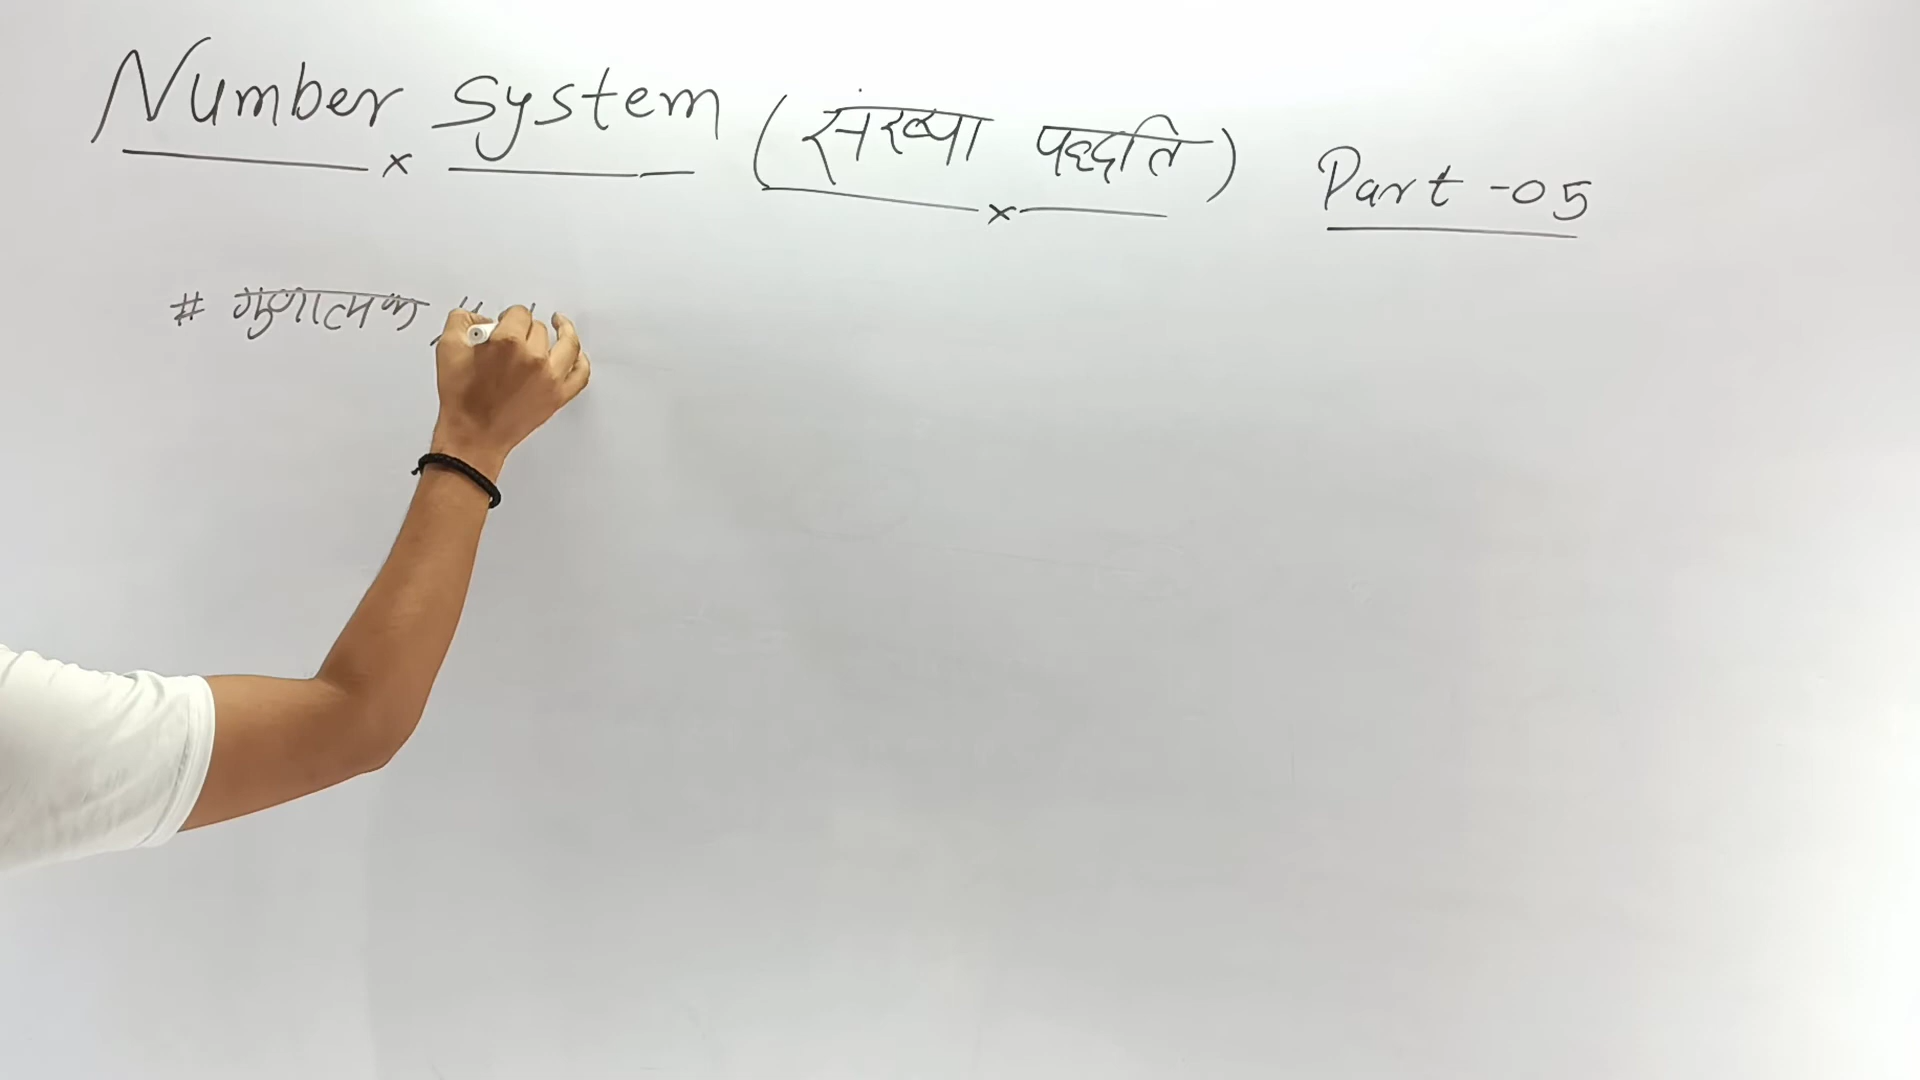 Number System (संख्या पद्धति) Part -05
# गुणात्मक